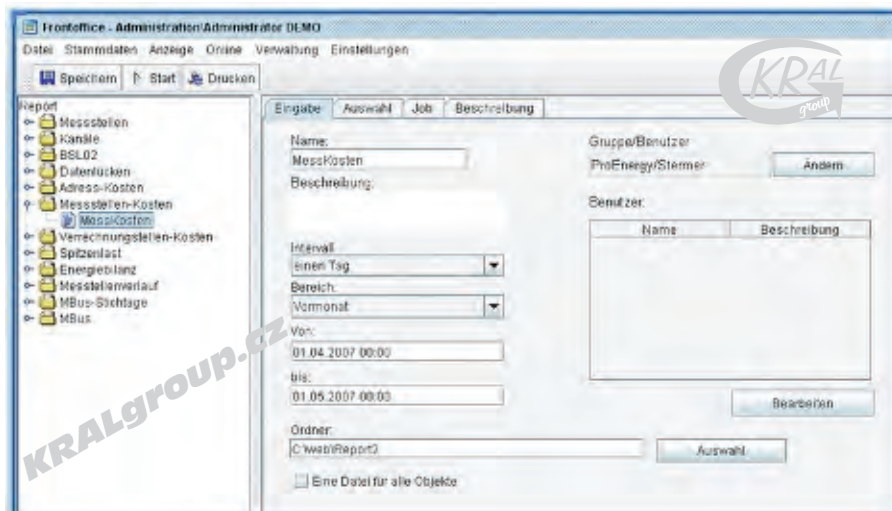 Frontoffice - Administration\Administrator DEMO
Datei Stammdaten Anzeige Online Verwaltung Einstellungen
Speichern Start Drucken
Report
Messstellen
Kanäle
BSL02
Datenlücken
Adress-Kosten
Messstellen-Kosten
MessKosten
Verrechnungstellen-Kosten
Spitzenlast
Energiebilanz
Messstellenverlauf
MBus-Stichtage
MBus
Eingabe Auswahl Job Beschreibung
Name:
MessKosten
Beschreibung:
Intervall
einen Tag
Bereich:
Vormonat
Von:
01.04.2007 00:00
bis:
01.05.2007 00:00
Ordner:
C:\web\Report2
Auswahl
Eine Datei für alle Objekte
Gruppe/Benutzer
ProEnergy/Stermer
Ändern
Benutzer:
Name Beschreibung
Bearbeiten
KRAL
group
KRALgroup.cz